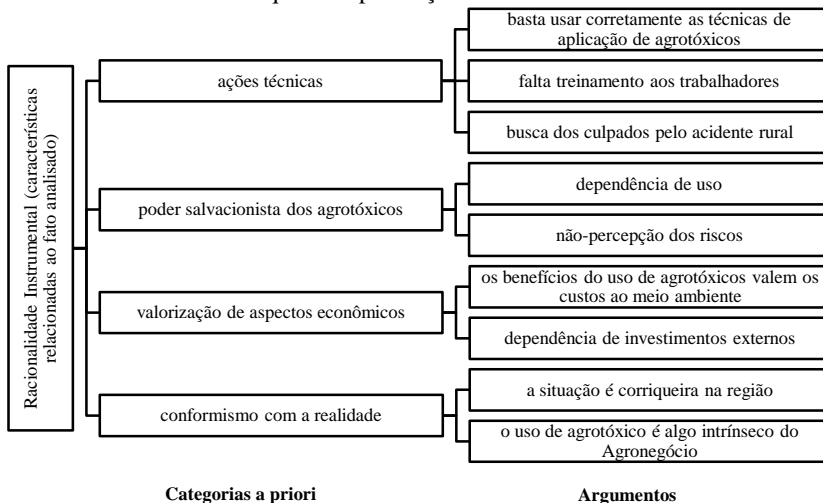 basta usar corretamente as técnicas de
aplicação de agrotóxicos
ações técnicas
falta treinamento aos trabalhadores
busca dos culpados pelo acidente rural
Racionalidade Instrumental (características
relacionadas ao fato analisado)
poder salvacionista dos agrotóxicos
dependência de uso
não-percepção dos riscos
valorização de aspectos econômicos
os benefícios do uso de agrotóxicos valem os
custos ao meio ambiente
dependência de investimentos externos
conformismo com a realidade
a situação é corriqueira na região
o uso de agrotóxico é algo intrínseco do
Agronegócio
Categorias a priori
Argumentos